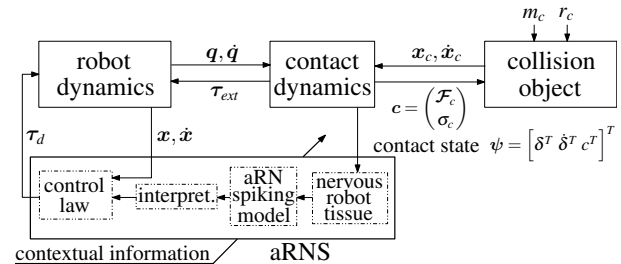 m_c r_c
robot dynamics
q, q̇
τ_ext
contact dynamics
x_c, ẋ_c
c = (𝓕_c σ_c)
collision object
τ_d
x, ẋ
contact state ψ = [δ^T δ̇^T c^T]^T
control law
interpret.
aRN spiking model
nervous robot tissue
contextual information
aRNS